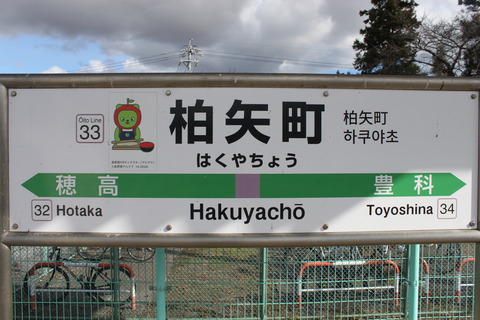 Ōito Line
33
柏矢町
はくやちょう
柏矢町
하쿠야초
穂高
豊科
32 Hotaka
Hakuyachō
Toyoshina 34